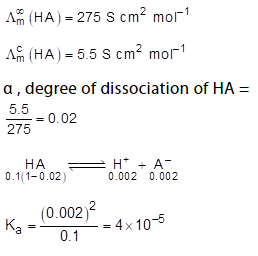 Λ∞m (HA) = 275 S cm² mol⁻¹
Λcm (HA) = 5.5 S cm² mol⁻¹
α , degree of dissociation of HA =
5.5/275 = 0.02
HA ⇌ H⁺ + A⁻
0.1(1−0.02) 0.002 0.002
Ka = (0.002)²/0.1 = 4×10⁻⁵